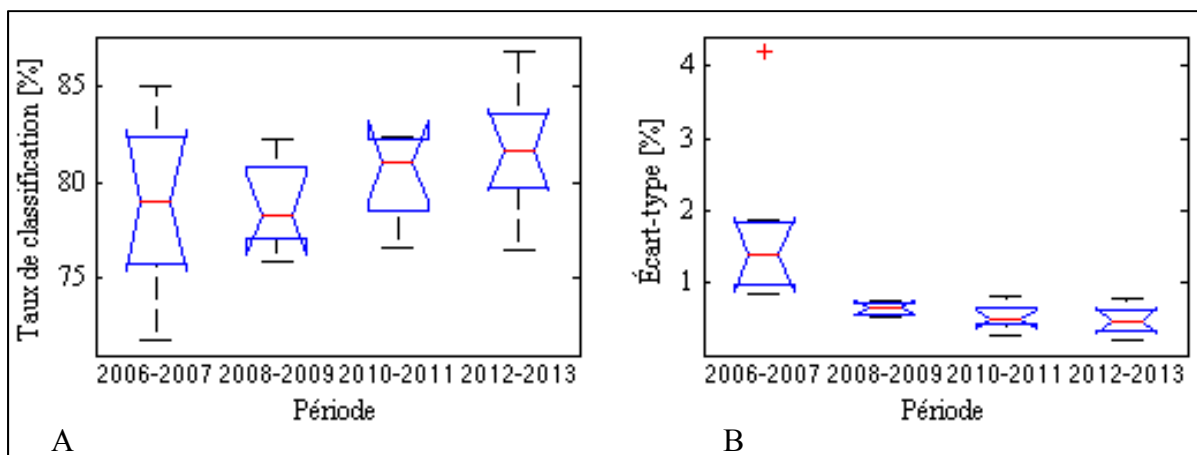 Taux de classification [%]
85
80
75
2006-2007 2008-2009 2010-2011 2012-2013
Période
A
Écart-type [%]
4
3
2
1
2006-2007 2008-2009 2010-2011 2012-2013
Période
B